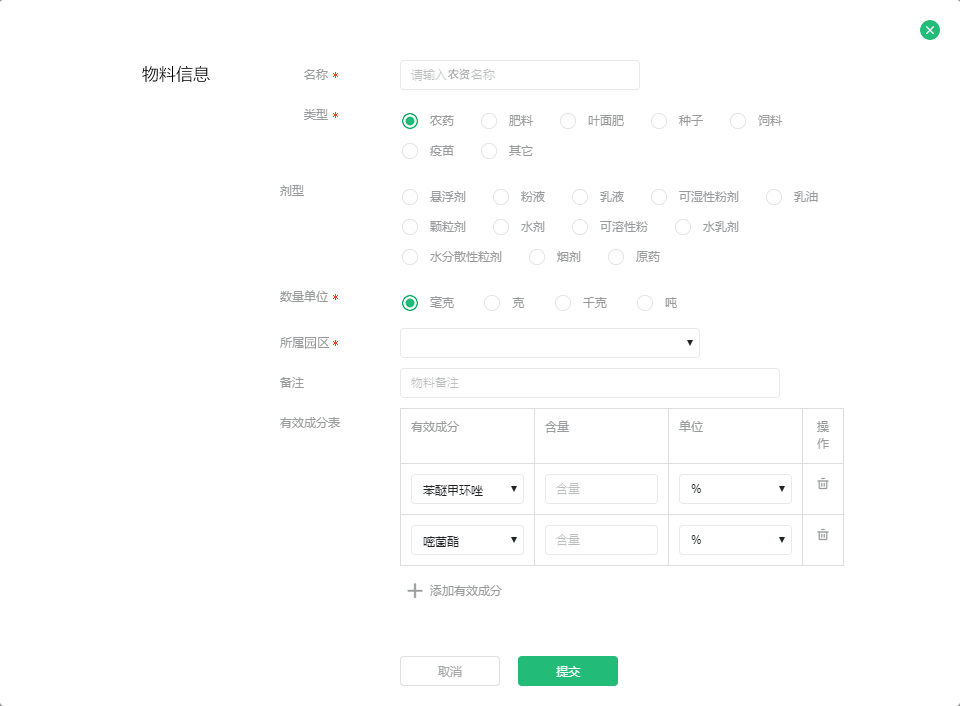 物料信息
名称 *
请输入农资名称
类型 *
农药 肥料 叶面肥 种子 饲料
疫苗 其它
剂型
悬浮剂 粉液 乳液 可湿性粉剂 乳油
颗粒剂 水剂 可溶性粉 水乳剂
水分散性粒剂 烟剂 原药
数量单位 *
毫克 克 千克 吨
所属园区 *
备注
物料备注
有效成分表
有效成分 含量 单位 操作
苯醚甲环唑 含量 %
嘧菌酯 含量 %
添加有效成分
取消 提交